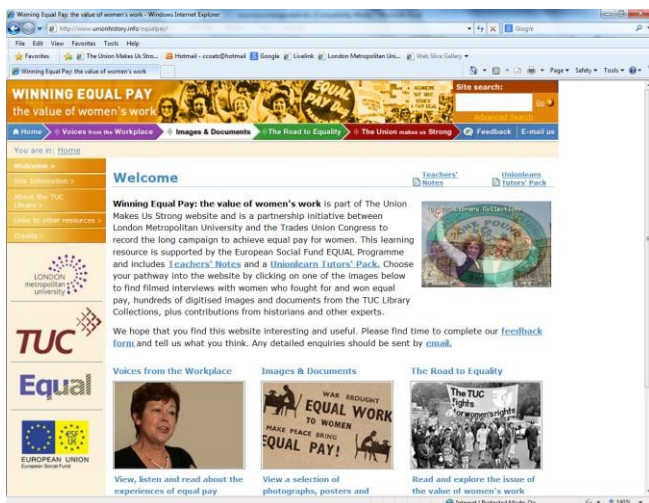 Winning Equal Pay: the value of women's work - Windows Internet Explorer
http://www.unionhistory.info/equalpay/
Google
File Edit View Favorites Tools Help
Favorites The Union Makes Us Stro... Hotmail - ccoatz@hotmail Google Livelink London Metropolitan Uni... Web Slice Gallery
Winning Equal Pay: the value of women's work
Page Safety Tools
WINNING EQUAL PAY
the value of women's work
EQUAL PAY
Site search:
Go
Advanced Search
Home Voices from the Workplace Images & Documents The Road to Equality The Union makes us Strong Feedback E-mail us
You are in: Home
Welcome >
Site Information >
About the TUC
Library >
Links to other resources >
Credits >
LONDON
metropolitan
university
TUC
Equal
ESF
UK
EUROPEAN UNION
European Social Fund
Welcome
Teachers'
Notes
Unionlearn
Tutors' Pack
Winning Equal Pay: the value of women's work is part of The Union
Makes Us Strong website and is a partnership initiative between
London Metropolitan University and the Trades Union Congress to
record the long campaign to achieve equal pay for women. This learning
resource is supported by the European Social Fund EQUAL Programme
and includes Teachers' Notes and a Unionlearn Tutors' Pack. Choose
your pathway into the website by clicking on one of the images below
to find filmed interviews with women who fought for and won equal
pay, hundreds of digitised images and documents from the TUC Library
Collections, plus contributions from historians and other experts.
TUC Library Collections
We hope that you find this website interesting and useful. Please find time to complete our feedback
form and tell us what you think. Any detailed enquiries should be sent by email.
Voices from the Workplace
View, listen and read about the
experiences of equal pay
Images & Documents
WAR BROUGHT
EQUAL WORK
TO WOMEN
MAKE PEACE BRING
EQUAL PAY!
View a selection of
photographs, posters and
The Road to Equality
The TUC
fights
for women's rights
Read and explore the issue of
the value of women's work
Internet | Protected Mode: On
140%